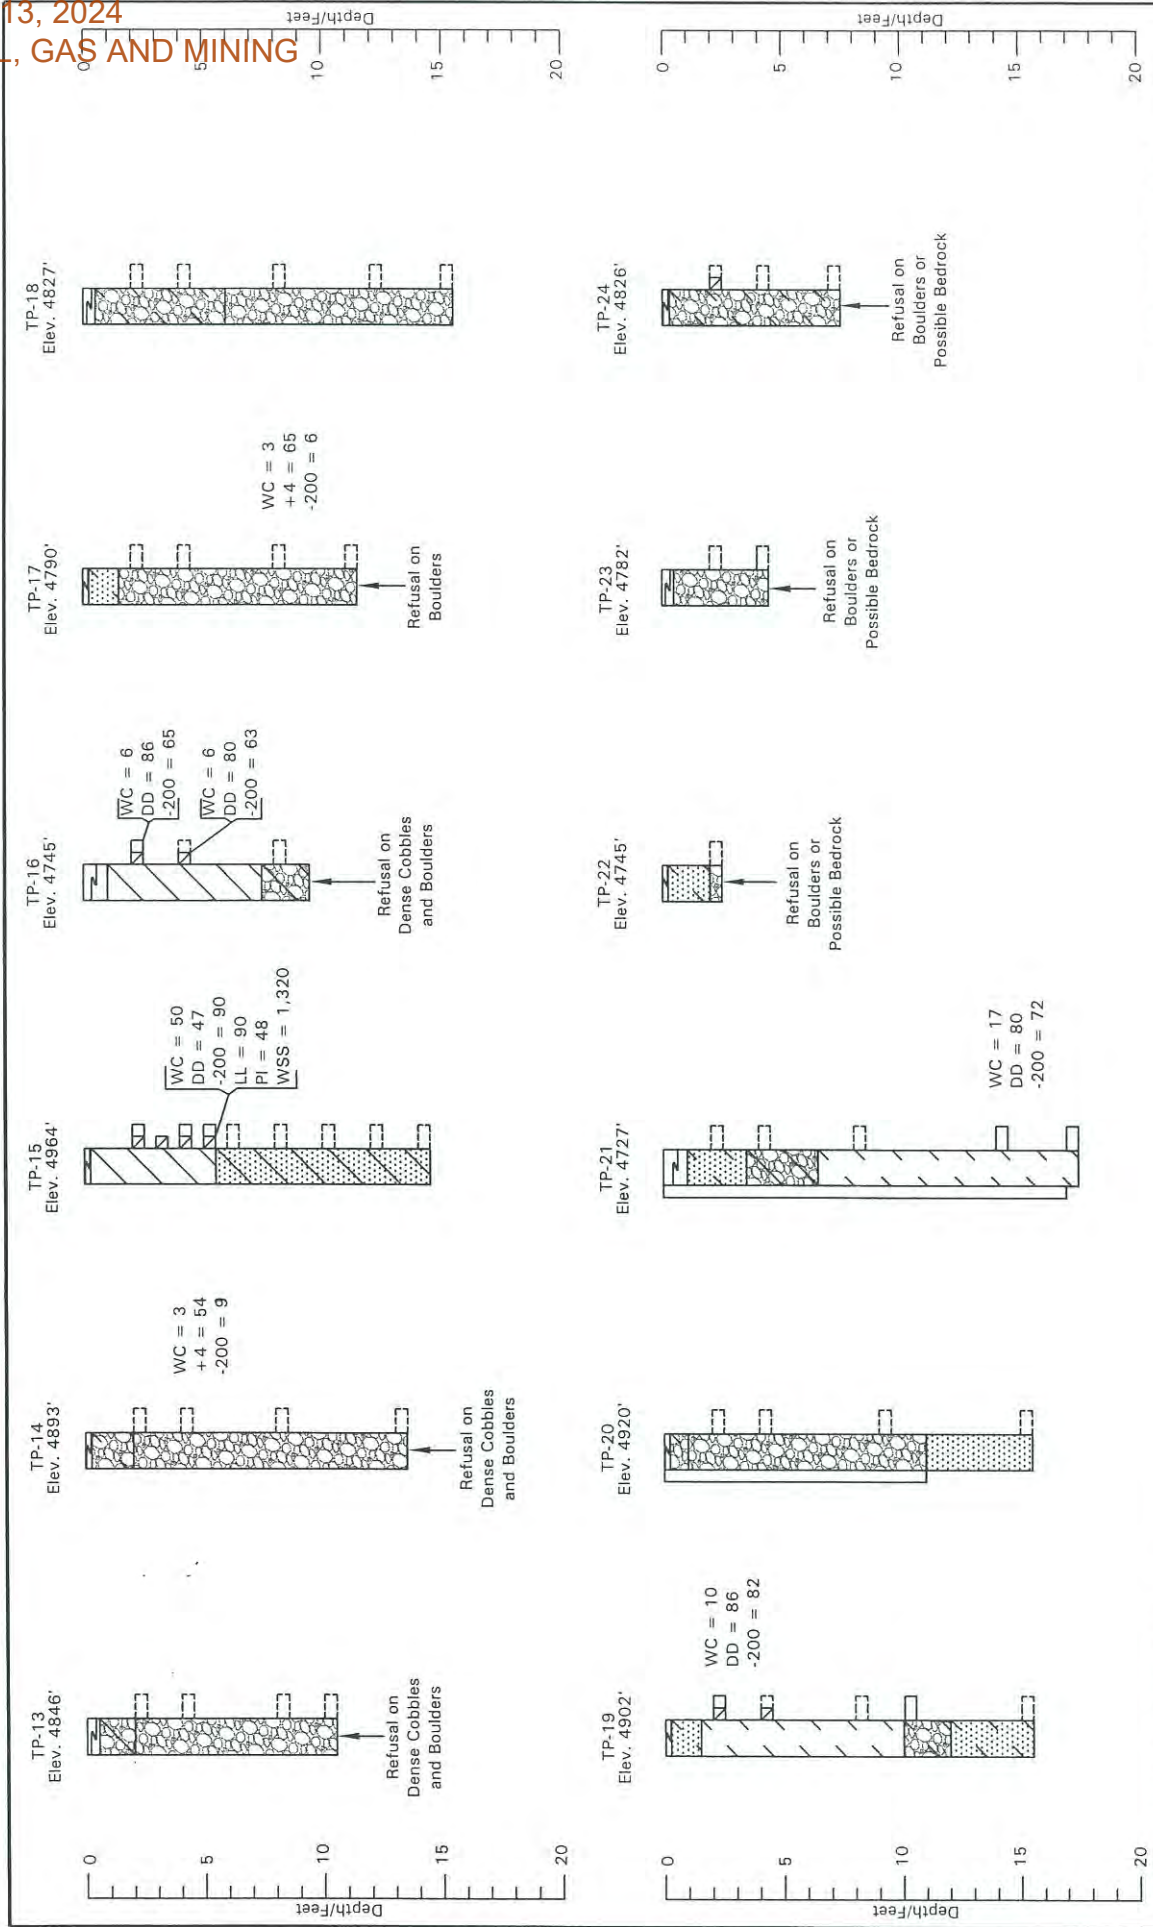 13, 2024
L, GAS AND MINING
TP-13
Elev. 4846'
Refusal on
Dense Cobbles
and Boulders
TP-14
Elev. 4893'
WC = 3
+4 = 54
-200 = 9
Refusal on
Dense Cobbles
and Boulders
TP-15
Elev. 4964'
WC = 50
DD = 47
-200 = 90
LL = 90
PI = 48
WSS = 1,320
TP-16
Elev. 4745'
WC = 6
DD = 86
-200 = 65
WC = 6
DD = 80
-200 = 63
Refusal on
Dense Cobbles
and Boulders
TP-17
Elev. 4790'
WC = 3
+4 = 65
-200 = 6
Refusal on
Boulders
TP-18
Elev. 4827'
Depth/Feet
0
5
10
15
20
Depth/Feet
0
5
10
15
20
TP-19
Elev. 4902'
WC = 10
DD = 86
-200 = 82
TP-20
Elev. 4920'
TP-21
Elev. 4727'
WC = 17
DD = 80
-200 = 72
TP-22
Elev. 4745'
Refusal on
Boulders or
Possible Bedrock
TP-23
Elev. 4782'
Refusal on
Boulders or
Possible Bedrock
TP-24
Elev. 4826'
Refusal on
Boulders or
Possible Bedrock
Depth/Feet
0
5
10
15
20
Depth/Feet
0
5
10
15
20